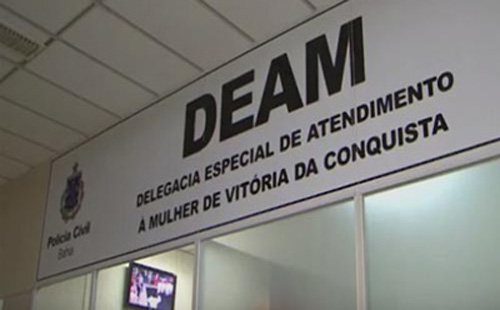 DEAM
DELEGACIA ESPECIAL DE ATENDIMENTO
À MULHER DE VITÓRIA DA CONQUISTA
Polícia Civil
Bahia